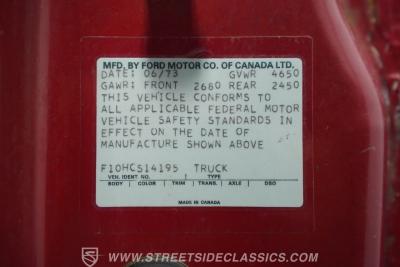 MFD. BY FORD MOTOR CO. OF CANADA LTD.
DATE: 06/73 GVWR 4650
GAWR: FRONT 2680 REAR 2450
THIS VEHICLE CONFORMS TO
ALL APPLICABLE FEDERAL MOTOR
VEHICLE SAFETY STANDARDS IN
EFFECT ON THE DATE OF
MANUFACTURE SHOWN ABOVE
F10HCS14195 TRUCK
VEH. IDENT NO. TYPE
BODY COLOR TRIM TRANS. AXLE DSO
MADE IN CANADA
WWW.STREETSIDECLASSICS.COM